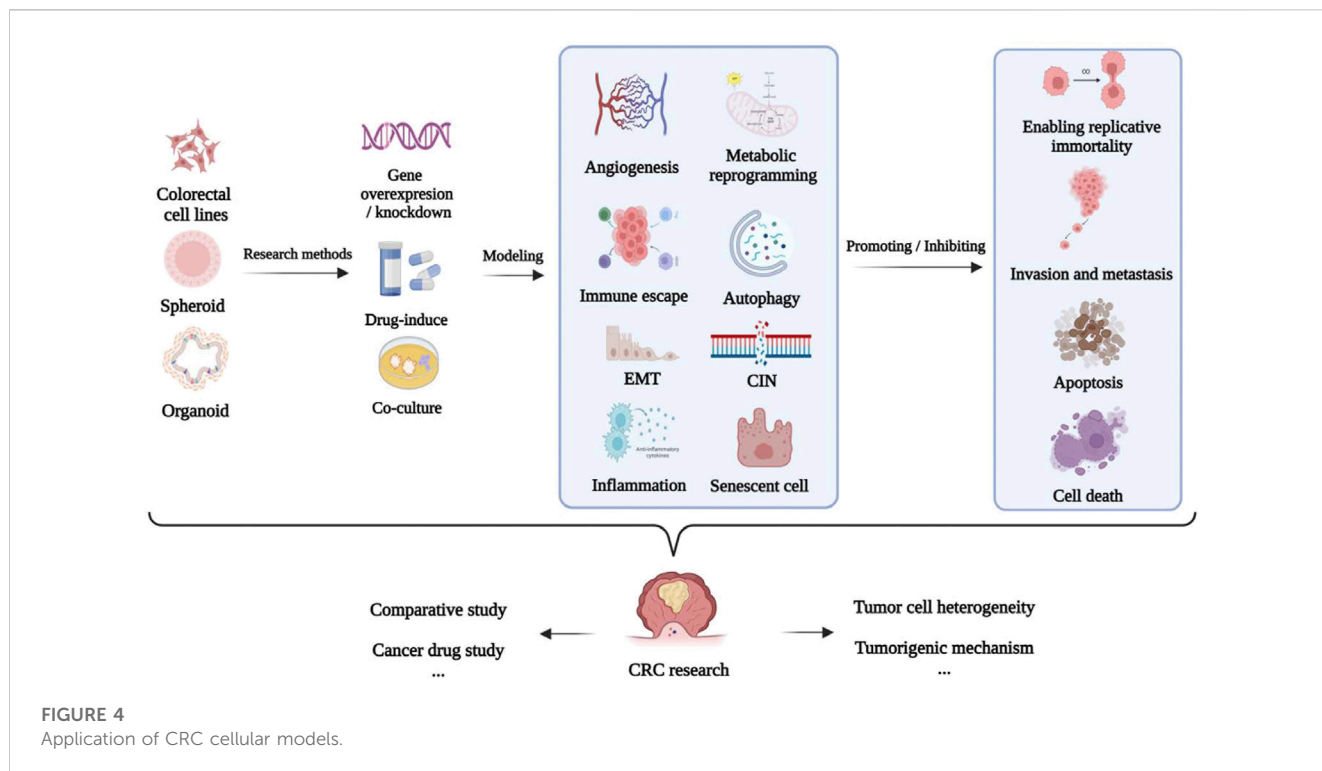 Colorectal
cell lines
Spheroid
Organoid
Research methods
Gene
overexpresion
/ knockdown
Drug-induce
Co-culture
Modeling
Angiogenesis
Metabolic
reprogramming
Immune escape
Autophagy
EMT
CIN
Anti-inflammatory
cytokines
Inflammation
Senescent cell
Promoting / Inhibiting
∞
Enabling replicative
immortality
Invasion and metastasis
Apoptosis
Cell death
Comparative study
Cancer drug study
...
CRC research
Tumor cell heterogeneity
Tumorigenic mechanism
...
FIGURE 4
Application of CRC cellular models.